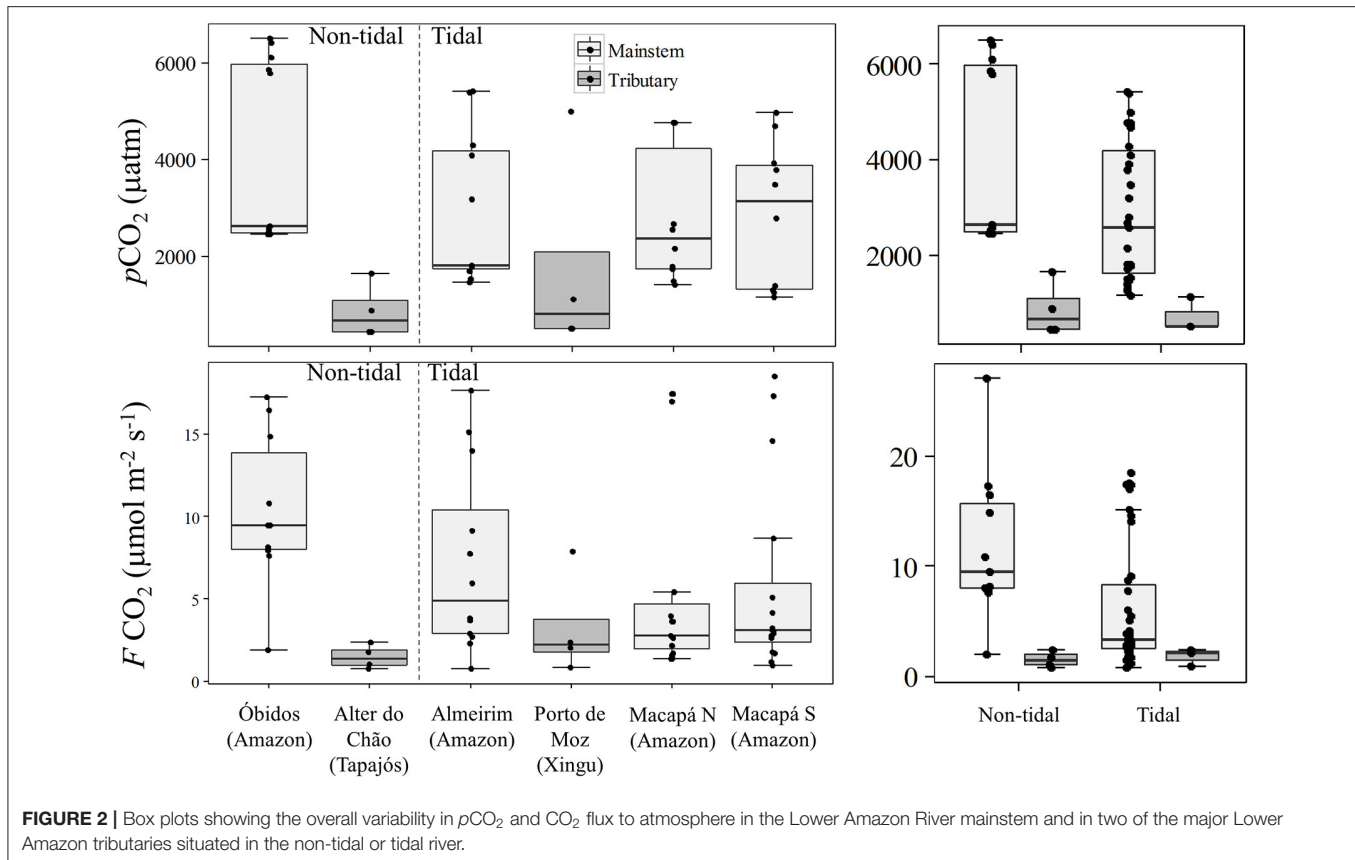 Non-tidal Tidal
Mainstem
Tributary
pCO₂ (µatm)
6000
4000
2000
6000
4000
2000
Non-tidal Tidal
F CO₂ (µmol m⁻² s⁻¹)
15
10
5
0
20
10
0
Óbidos
(Amazon)
Alter do
Chão
(Tapajós)
Almeirim
(Amazon)
Porto de
Moz
(Xingu)
Macapá N
(Amazon)
Macapá S
(Amazon)
Non-tidal
Tidal
FIGURE 2 | Box plots showing the overall variability in pCO₂ and CO₂ flux to atmosphere in the Lower Amazon River mainstem and in two of the major Lower
Amazon tributaries situated in the non-tidal or tidal river.